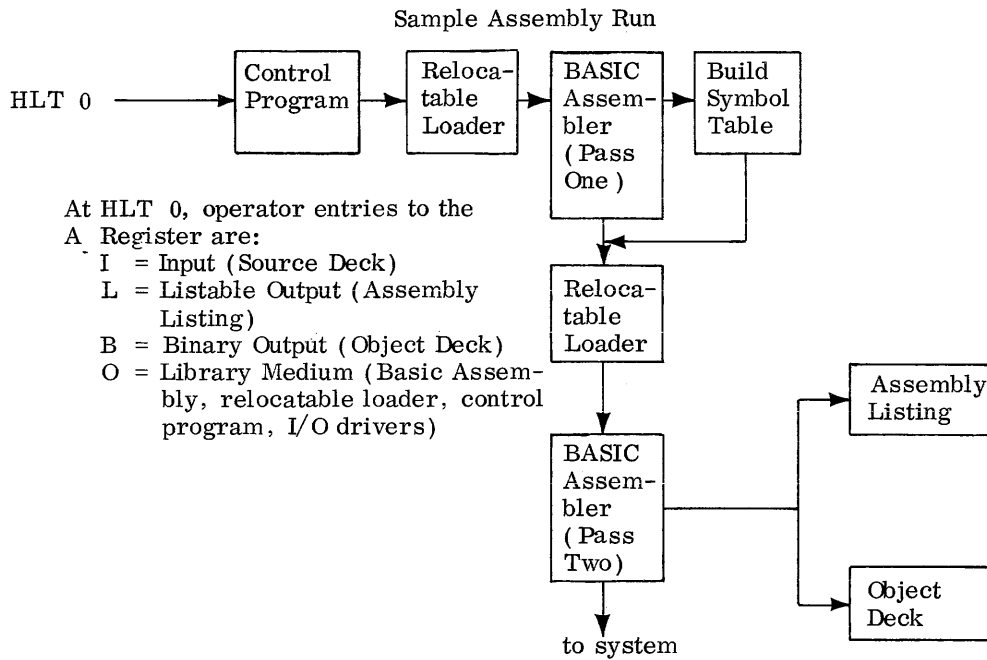 Sample Assembly Run
HLT 0
Control
Program
Reloca-
table
Loader
BASIC
Assem-
bler
(Pass
One)
Build
Symbol
Table
At HLT 0, operator entries to the
A Register are:
I = Input (Source Deck)
L = Listable Output (Assembly
Listing)
B = Binary Output (Object Deck)
O = Library Medium (Basic Assem-
bly, relocatable loader, control
program, I/O drivers)
Reloca-
table
Loader
BASIC
Assem-
bler
(Pass
Two)
Assembly
Listing
Object
Deck
to system